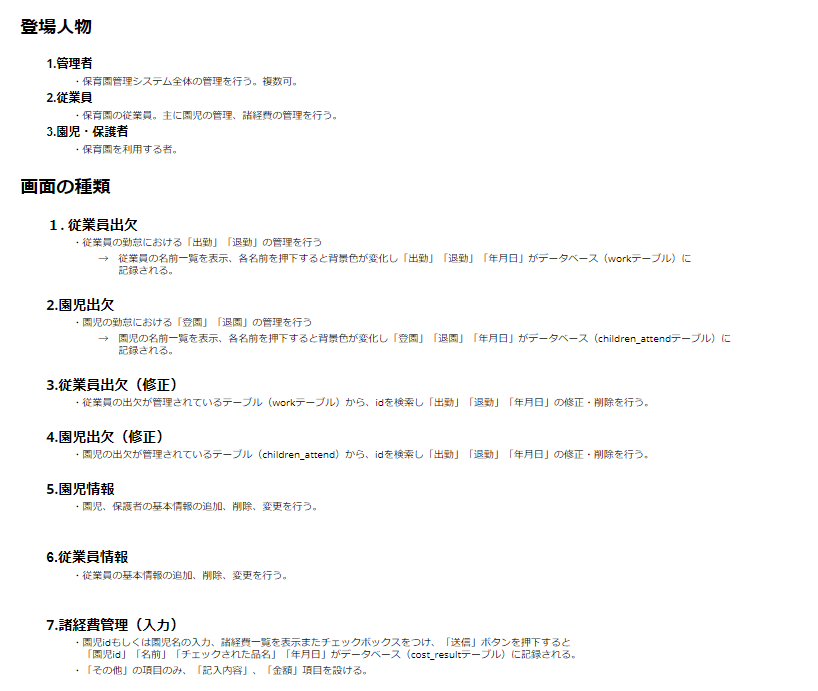 登場人物
1.管理者
・保育園管理システム全体の管理を行う。複数可。
2.従業員
・保育園の従業員。主に園児の管理、諸経費の管理を行う。
3.園児・保護者
・保育園を利用する者。
画面の種類
１. 従業員出欠
・従業員の勤怠における「出勤」「退勤」の管理を行う
→ 従業員の名前一覧を表示、各名前を押下すると背景色が変化し「出勤」「退勤」「年月日」がデータベース（workテーブル）に
記録される。
2.園児出欠
・園児の勤怠における「登園」「退園」の管理を行う
→ 園児の名前一覧を表示、各名前を押下すると背景色が変化し「登園」「退園」「年月日」がデータベース（children_attendテーブル）に
記録される。
3.従業員出欠（修正）
・従業員の出欠が管理されているテーブル（workテーブル）から、idを検索し「出勤」「退勤」「年月日」の修正・削除を行う。
4.園児出欠（修正）
・園児の出欠が管理されているテーブル（children_attend）から、idを検索し「出勤」「退勤」「年月日」の修正・削除を行う。
5.園児情報
・園児、保護者の基本情報の追加、削除、変更を行う。
6.従業員情報
・従業員の基本情報の追加、削除、変更を行う。
7.諸経費管理（入力）
・園児idもしくは園児名の入力、諸経費一覧を表示またチェックボックスをつけ、「送信」ボタンを押下すると
「園児id」「名前」「チェックされた品名」「年月日」がデータベース（cost_resultテーブル）に記録される。
・「その他」の項目のみ、「記入内容」、「金額」項目を設ける。